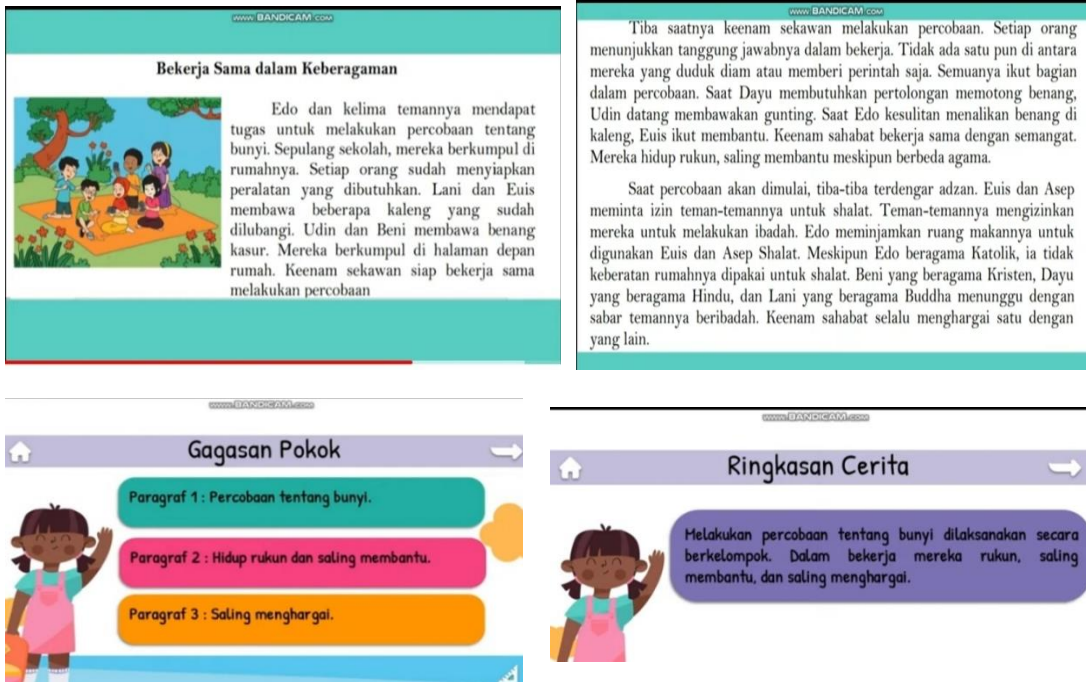 www.BANDICAM.COM
Bekerja Sama dalam Keberagaman
Edo dan kelima temannya mendapat
tugas untuk melakukan percobaan tentang
bunyi. Sepulang sekolah, mereka berkumpul di
rumahnya. Setiap orang sudah menyiapkan
peralatan yang dibutuhkan. Lani dan Euis
membawa beberapa kaleng yang sudah
dilubangi. Udin dan Beni membawa benang
kasur. Mereka berkumpul di halaman depan
rumah. Keenam sekawan siap bekerja sama
melakukan percobaan
www.BANDICAM.COM
Tiba saatnya keenam sekawan melakukan percobaan. Setiap orang
menunjukkan tanggung jawabnya dalam bekerja. Tidak ada satu pun di antara
mereka yang duduk diam atau memberi perintah saja. Semuanya ikut bagian
dalam percobaan. Saat Dayu membutuhkan pertolongan memotong benang,
Udin datang membawakan gunting. Saat Edo kesulitan menalikan benang di
kaleng, Euis ikut membantu. Keenam sahabat bekerja sama dengan semangat.
Mereka hidup rukun, saling membantu meskipun berbeda agama.
Saat percobaan akan dimulai, tiba-tiba terdengar adzan. Euis dan Asep
meminta izin teman-temannya untuk shalat. Teman-temannya mengizinkan
mereka untuk melakukan ibadah. Edo meminjamkan ruang makannya untuk
digunakan Euis dan Asep Shalat. Meskipun Edo beragama Katolik, ia tidak
keberatan rumahnya dipakai untuk shalat. Beni yang beragama Kristen, Dayu
yang beragama Hindu, dan Lani yang beragama Buddha menunggu dengan
sabar temannya beribadah. Keenam sahabat selalu menghargai satu dengan
yang lain.
www.BANDICAM.COM
Gagasan Pokok
Paragraf 1 : Percobaan tentang bunyi.
Paragraf 2 : Hidup rukun dan saling membantu.
Paragraf 3 : Saling menghargai.
www.BANDICAM.COM
Ringkasan Cerita
Melakukan percobaan tentang bunyi dilaksanakan secara
berkelompok. Dalam bekerja mereka rukun, saling
membantu, dan saling menghargai.